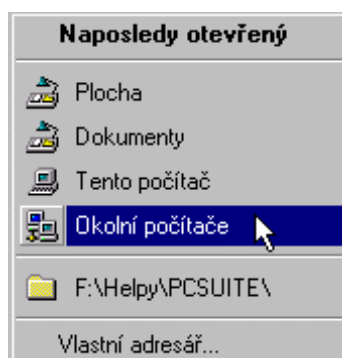 Naposledy otevřený
Plocha
Dokumenty
Tento počítač
Okolní počítače
F:\Helpy\PCSUITE\
Vlastní adresář...